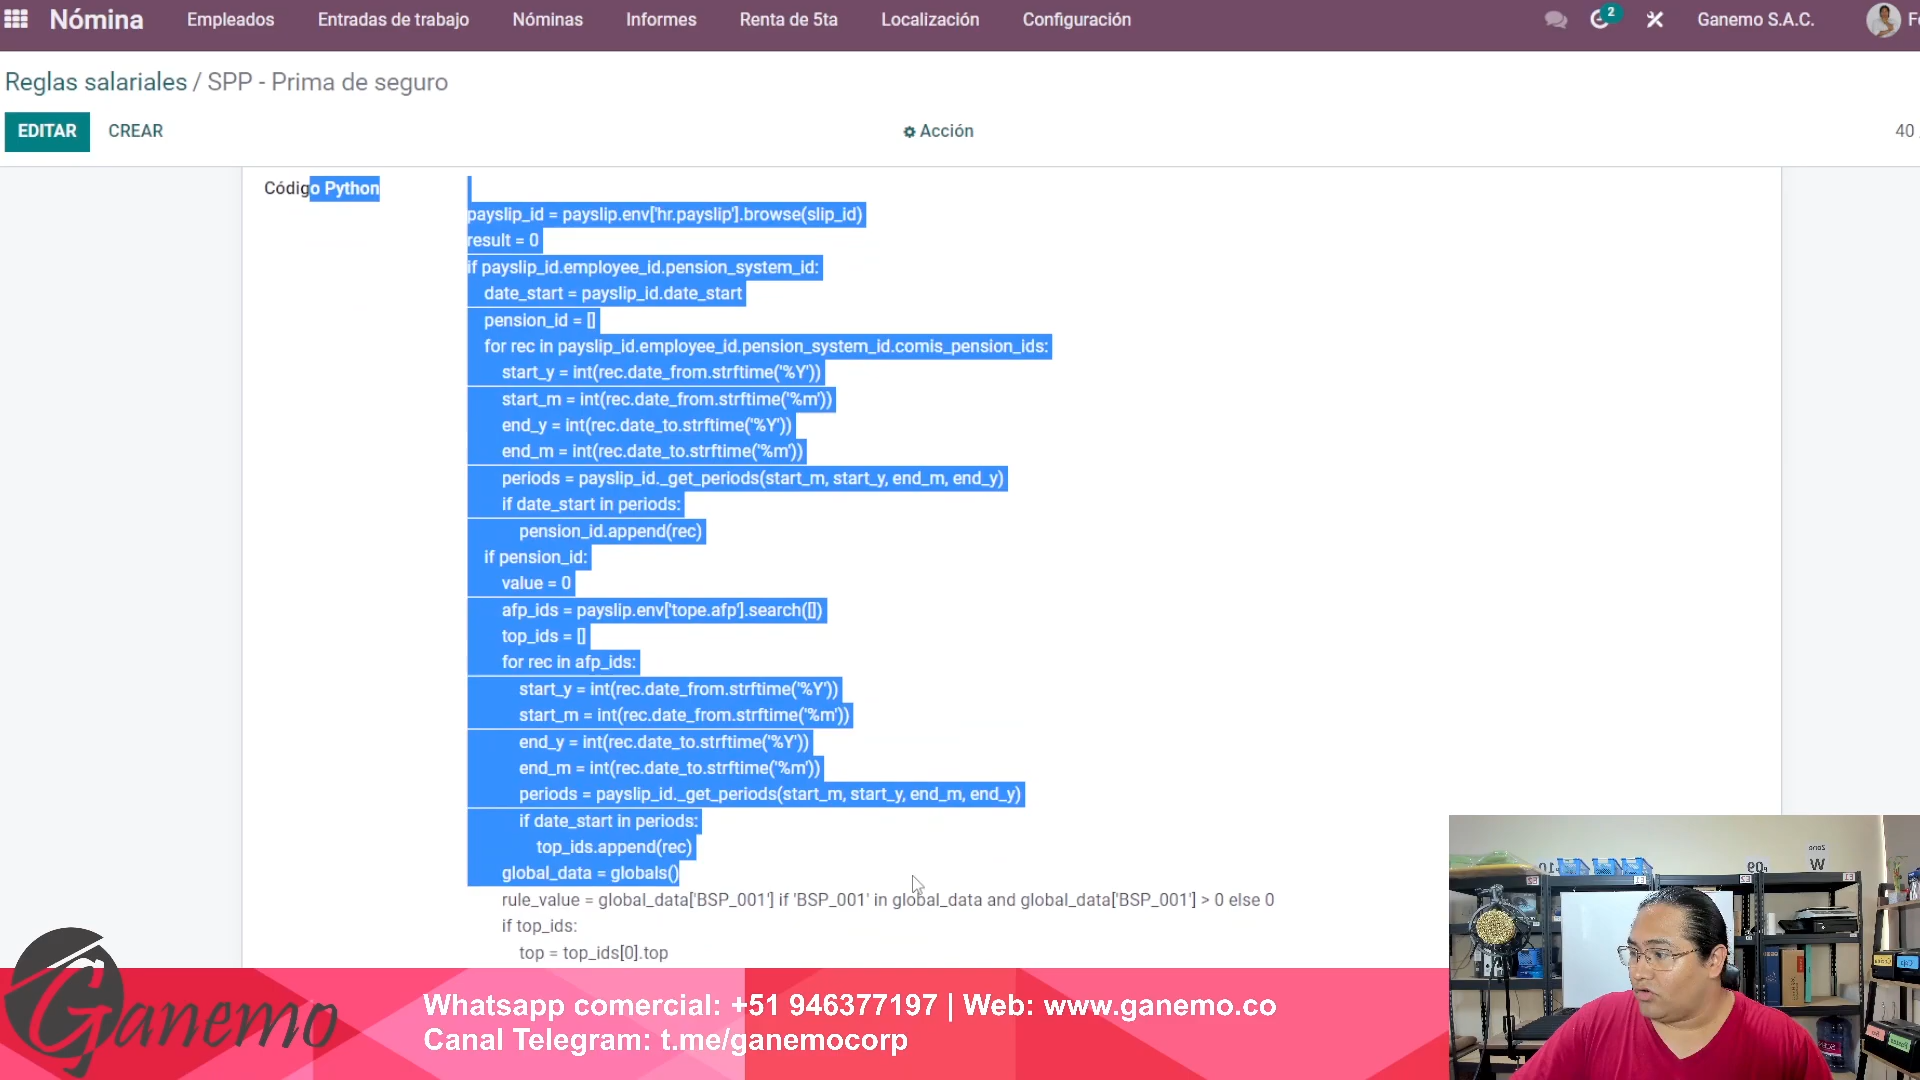 Nómina Empleados Entradas de trabajo Nóminas Informes Renta de 5ta Localización Configuración 2 Ganemo S.A.C.
Reglas salariales / SPP - Prima de seguro
EDITAR CREAR Acción 40
Código Python
payslip_id = payslip.env['hr.payslip'].browse(slip_id)
result = 0
if payslip_id.employee_id.pension_system_id:
date_start = payslip_id.date_start
pension_id = []
for rec in payslip_id.employee_id.pension_system_id.comis_pension_ids:
start_y = int(rec.date_from.strftime('%Y'))
start_m = int(rec.date_from.strftime('%m'))
end_y = int(rec.date_to.strftime('%Y'))
end_m = int(rec.date_to.strftime('%m'))
periods = payslip_id._get_periods(start_m, start_y, end_m, end_y)
if date_start in periods:
pension_id.append(rec)
if pension_id:
value = 0
afp_ids = payslip.env['tope.afp'].search([])
top_ids = []
for rec in afp_ids:
start_y = int(rec.date_from.strftime('%Y'))
start_m = int(rec.date_from.strftime('%m'))
end_y = int(rec.date_to.strftime('%Y'))
end_m = int(rec.date_to.strftime('%m'))
periods = payslip_id._get_periods(start_m, start_y, end_m, end_y)
if date_start in periods:
top_ids.append(rec)
global_data = globals()
rule_value = global_data['BSP_001'] if 'BSP_001' in global_data and global_data['BSP_001'] > 0 else 0
if top_ids:
top = top_ids[0].top
Ganemo
Whatsapp comercial: +51 946377197 | Web: www.ganemo.co
Canal Telegram: t.me/ganemocorp
Zona
W